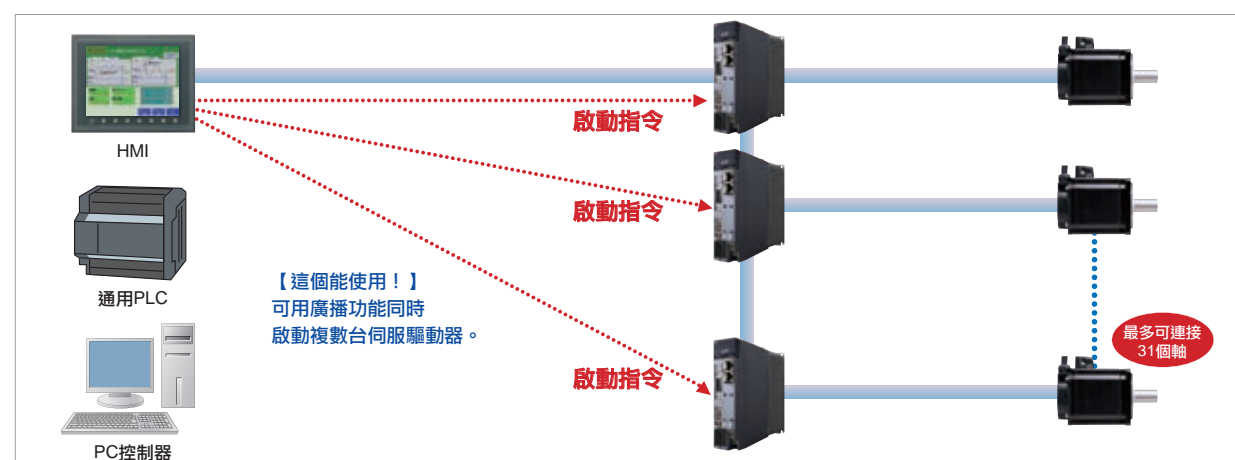 HMI
啟動指令
啟動指令
通用PLC
【這個能使用！】
可用廣播功能同時
啟動複數台伺服驅動器。
最多可連接
31個軸
啟動指令
PC控制器